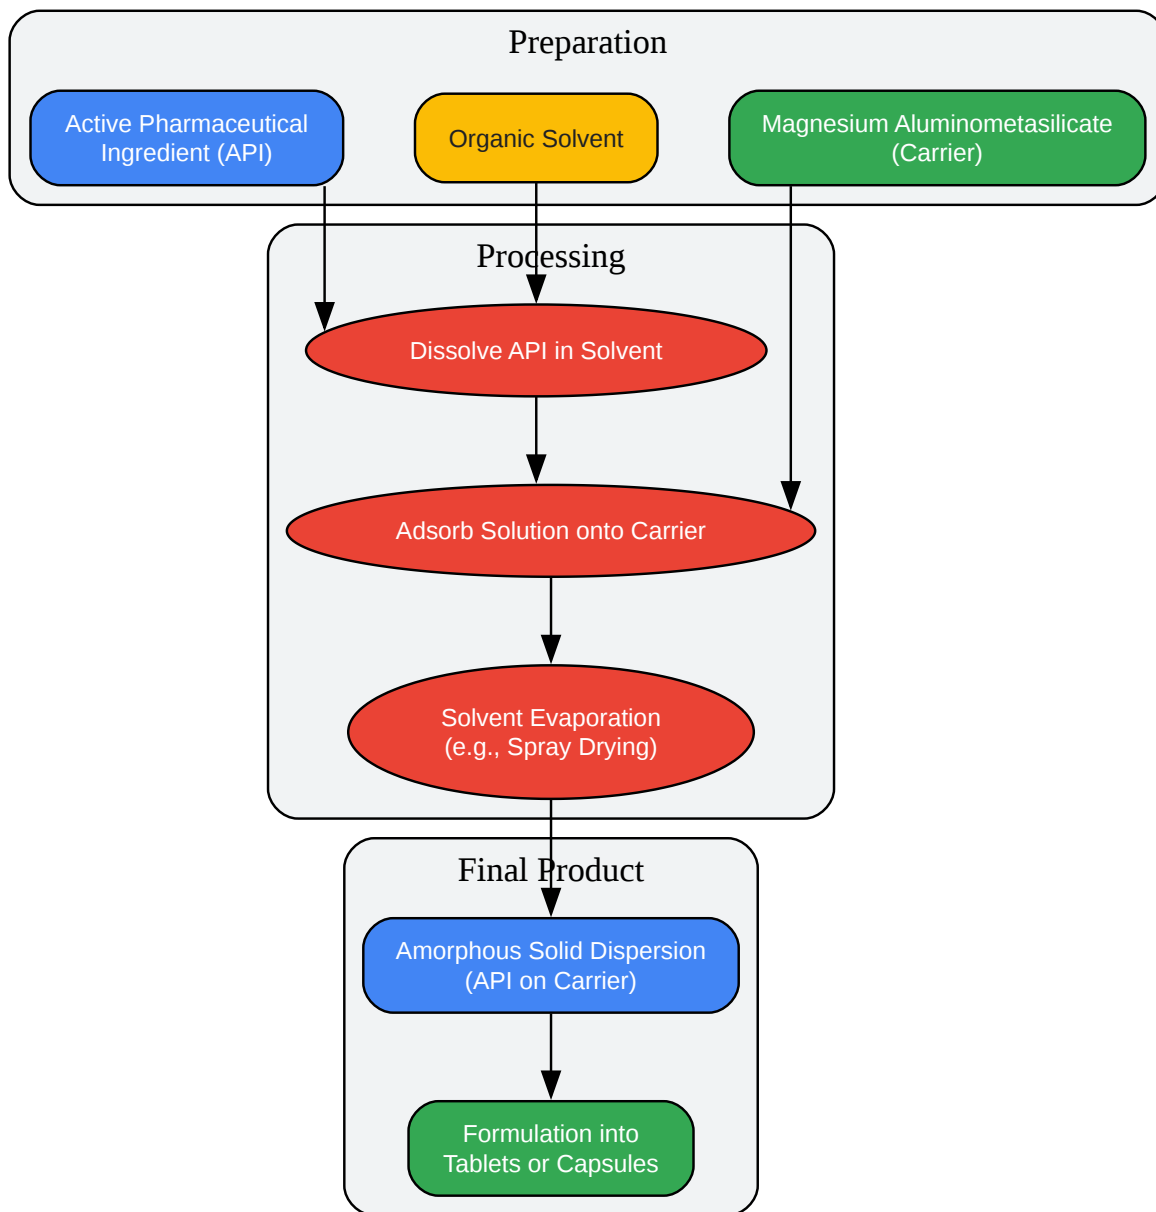 Preparation
Active Pharmaceutical
Ingredient (API)
Organic Solvent
Magnesium Aluminometasilicate
(Carrier)
Processing
Dissolve API in Solvent
Adsorb Solution onto Carrier
Solvent Evaporation
(e.g., Spray Drying)
Final Product
Amorphous Solid Dispersion
(API on Carrier)
Formulation into
Tablets or Capsules